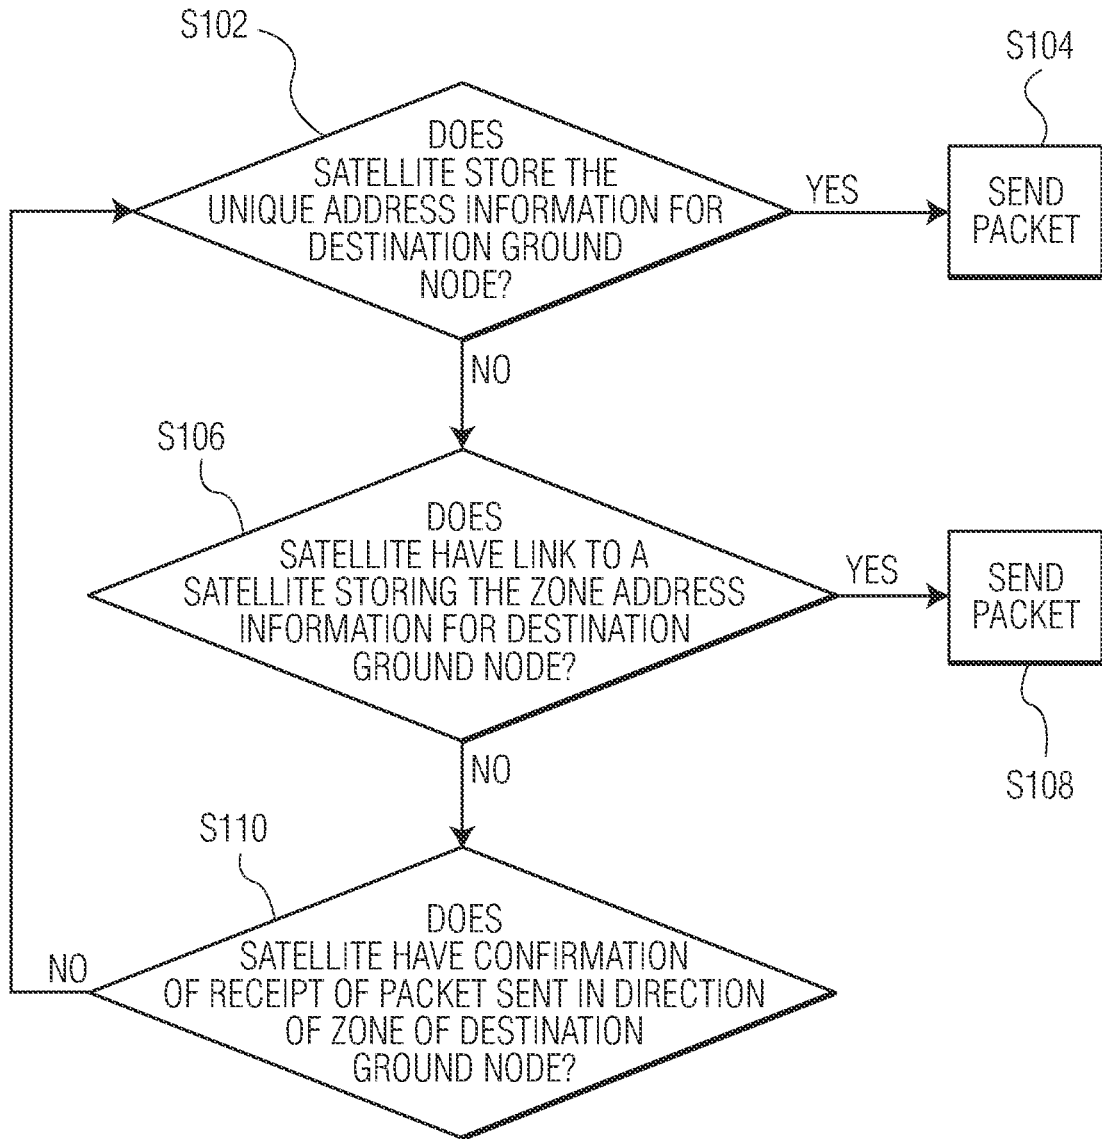 S102
DOES
SATELLITE STORE THE
UNIQUE ADDRESS INFORMATION FOR
DESTINATION GROUND
NODE?
YES
S104
SEND
PACKET
NO
S106
DOES
SATELLITE HAVE LINK TO A
SATELLITE STORING THE ZONE ADDRESS
INFORMATION FOR DESTINATION
GROUND NODE?
YES
SEND
PACKET
S108
NO
S110
DOES
SATELLITE HAVE CONFIRMATION
OF RECEIPT OF PACKET SENT IN DIRECTION
OF ZONE OF DESTINATION
GROUND NODE?
NO